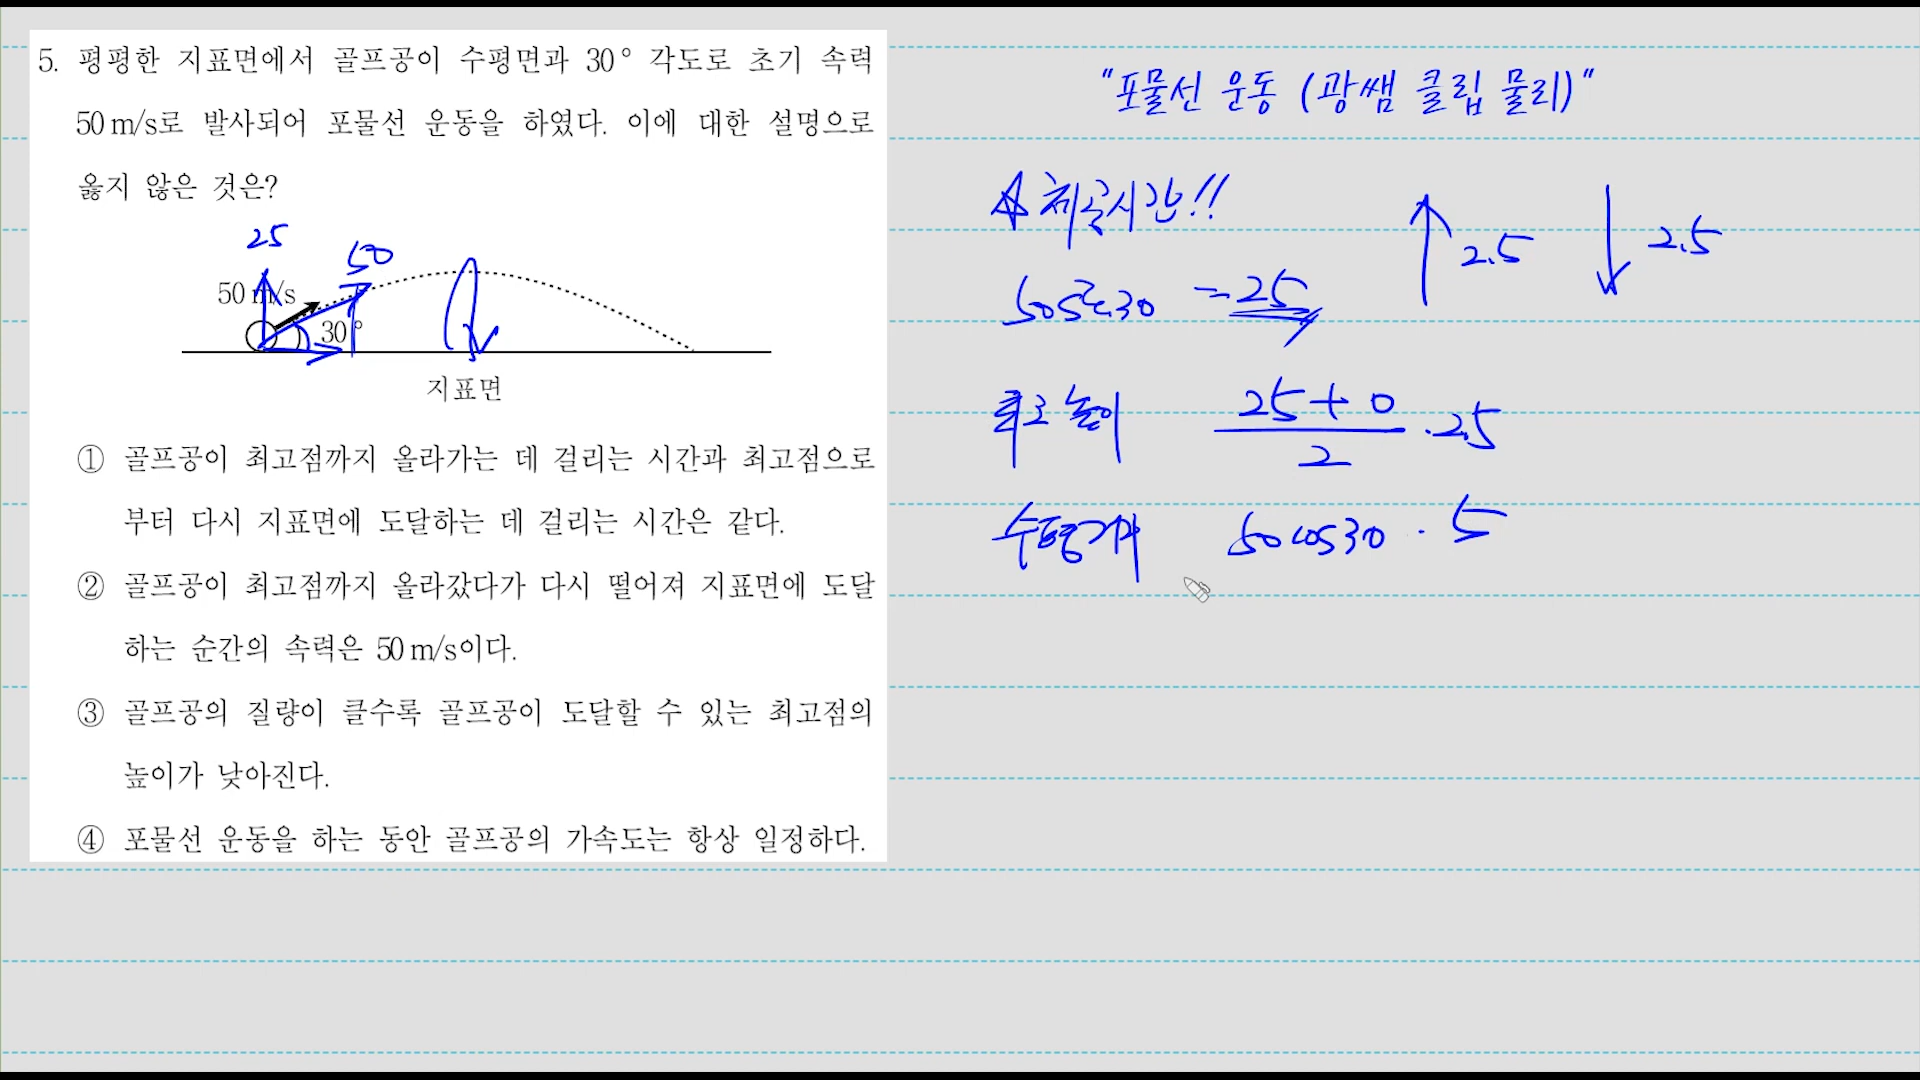 5. 평평한 지표면에서 골프공이 수평면과 30° 각도로 초기 속력
50 m/s로 발사되어 포물선 운동을 하였다. 이에 대한 설명으로
옳지 않은 것은?
25
50
50 m/s
30°
지표면
① 골프공이 최고점까지 올라가는 데 걸리는 시간과 최고점으로
부터 다시 지표면에 도달하는 데 걸리는 시간은 같다.
② 골프공이 최고점까지 올라갔다가 다시 떨어져 지표면에 도달
하는 순간의 속력은 50 m/s이다.
③ 골프공의 질량이 클수록 골프공이 도달할 수 있는 최고점의
높이가 낮아진다.
④ 포물선 운동을 하는 동안 골프공의 가속도는 항상 일정하다.
"포물선 운동 (광쌤 클립 물리)"
체공시간!!
2.5
2.5
50 30 = 25
높이 25+0
2
· 2.5
수평거리 50cos30 · 5